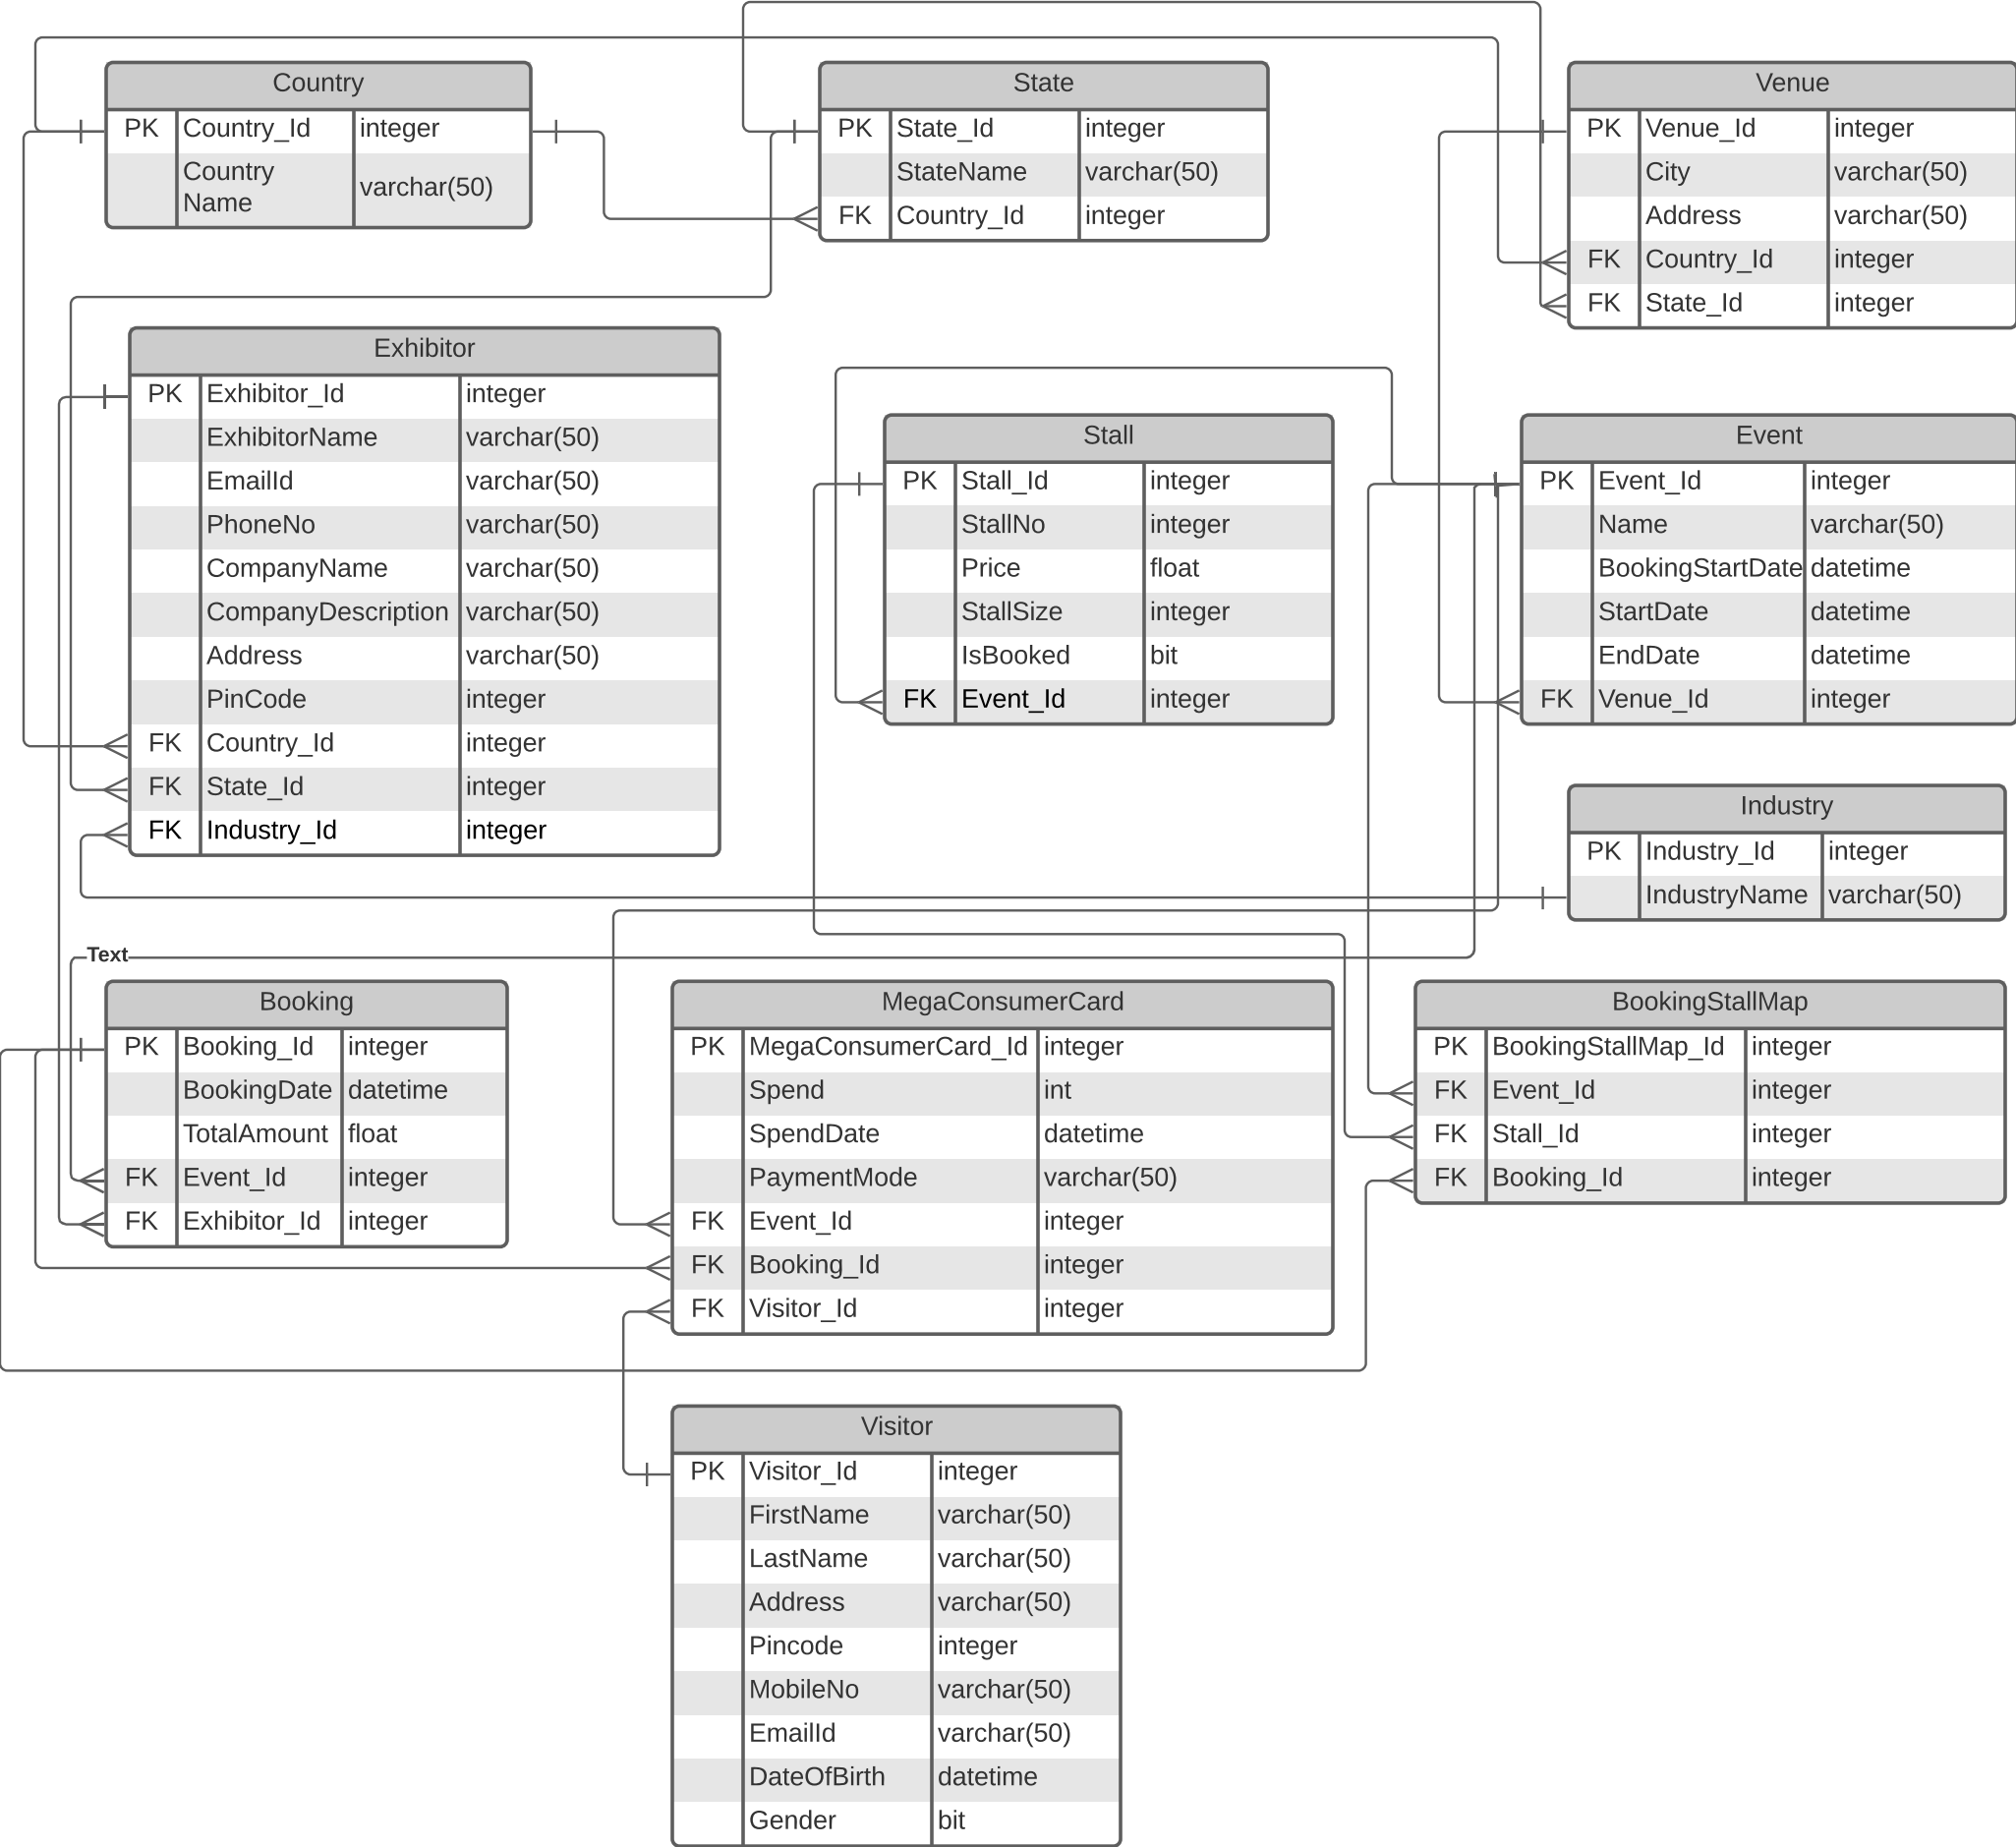 Country
PK Country_Id integer
Country
Name varchar(50)
State
PK State_Id integer
StateName varchar(50)
FK Country_Id integer
Venue
PK Venue_Id integer
City varchar(50)
Address varchar(50)
FK Country_Id integer
FK State_Id integer
Exhibitor
PK Exhibitor_Id integer
ExhibitorName varchar(50)
EmailId varchar(50)
PhoneNo varchar(50)
CompanyName varchar(50)
CompanyDescription varchar(50)
Address varchar(50)
PinCode integer
FK Country_Id integer
FK State_Id integer
FK Industry_Id integer
Stall
PK Stall_Id integer
StallNo integer
Price float
StallSize integer
IsBooked bit
FK Event_Id integer
Event
PK Event_Id integer
Name varchar(50)
BookingStartDate datetime
StartDate datetime
EndDate datetime
FK Venue_Id integer
Industry
PK Industry_Id integer
IndustryName varchar(50)
Text
Booking
PK Booking_Id integer
BookingDate datetime
TotalAmount float
FK Event_Id integer
FK Exhibitor_Id integer
MegaConsumerCard
PK MegaConsumerCard_Id integer
Spend int
SpendDate datetime
PaymentMode varchar(50)
FK Event_Id integer
FK Booking_Id integer
FK Visitor_Id integer
BookingStallMap
PK BookingStallMap_Id integer
FK Event_Id integer
FK Stall_Id integer
FK Booking_Id integer
Visitor
PK Visitor_Id integer
FirstName varchar(50)
LastName varchar(50)
Address varchar(50)
Pincode integer
MobileNo varchar(50)
EmailId varchar(50)
DateOfBirth datetime
Gender bit